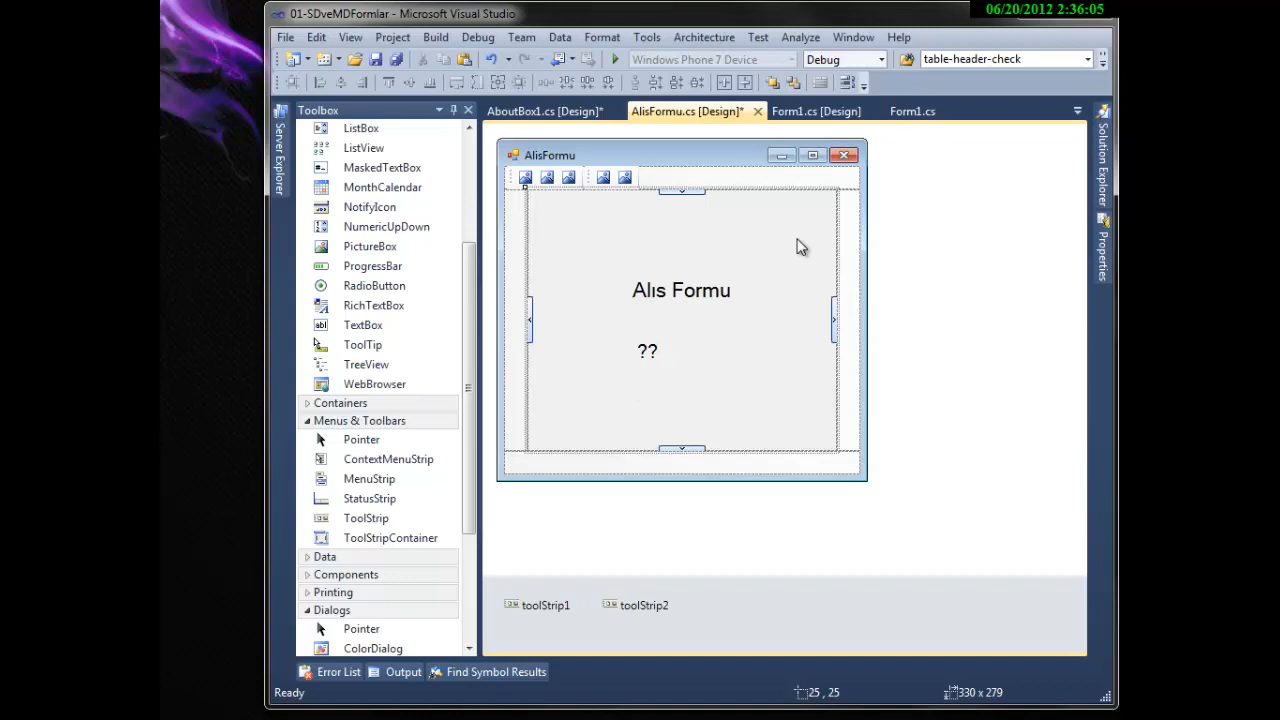 06/20/2012 2:36:05
01-SDveMDFormlar - Microsoft Visual Studio
File Edit View Project Build Debug Team Data Format Tools Architecture Test Analyze Window Help
Windows Phone 7 Device Debug table-header-check
Server Explorer
Toolbox
ListBox
ListView
MaskedTextBox
MonthCalendar
NotifyIcon
NumericUpDown
PictureBox
ProgressBar
RadioButton
RichTextBox
TextBox
ToolTip
TreeView
WebBrowser
Containers
Menus & Toolbars
Pointer
ContextMenuStrip
MenuStrip
StatusStrip
ToolStrip
ToolStripContainer
Data
Components
Printing
Dialogs
Pointer
ColorDialog
AboutBox1.cs [Design]* AlisFormu.cs [Design]* Form1.cs [Design] Form1.cs
AlisFormu
Alıs Formu
??
toolStrip1 toolStrip2
Solution Explorer
Properties
Error List Output Find Symbol Results
Ready 25 , 25 330 x 279